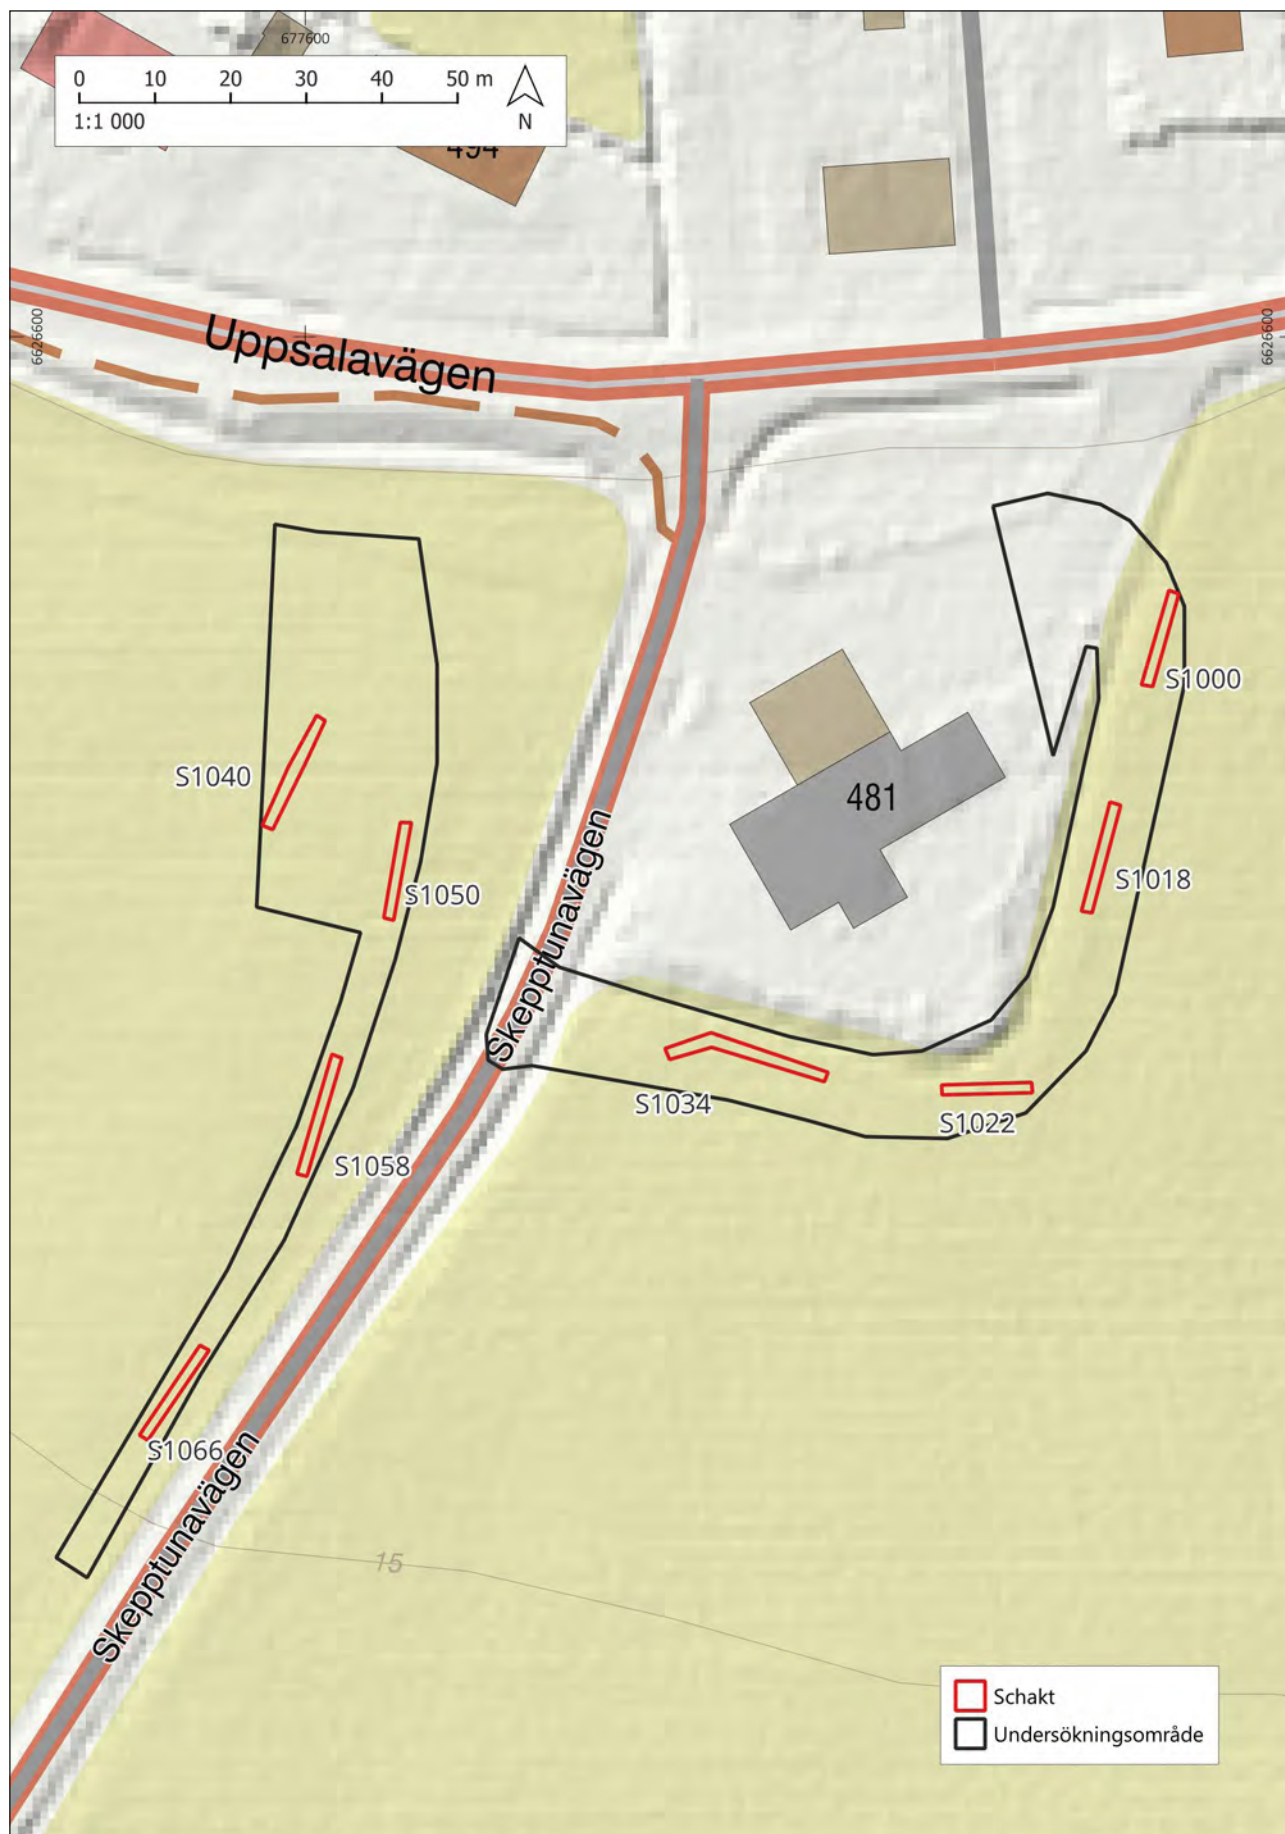 677600
0 10 20 30 40 50 m
1:1 000
N
494
6626600
6626600
Uppsalavägen
S1000
S1040
481
S1050
S1018
Skepptunavägen
S1034
S1022
S1058
S1066
Skepptunavägen
15
Schakt
Undersökningsområde